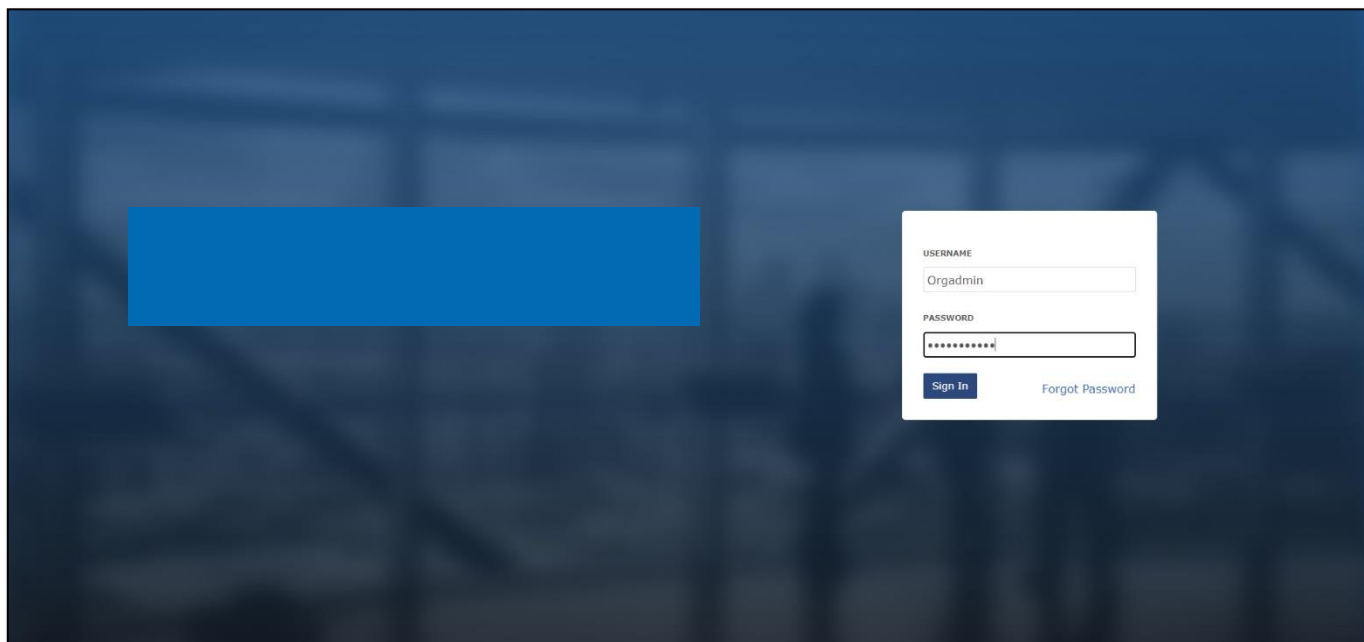 USERNAME
Orgadmin
PASSWORD
•••••••••••
Sign In
Forgot Password